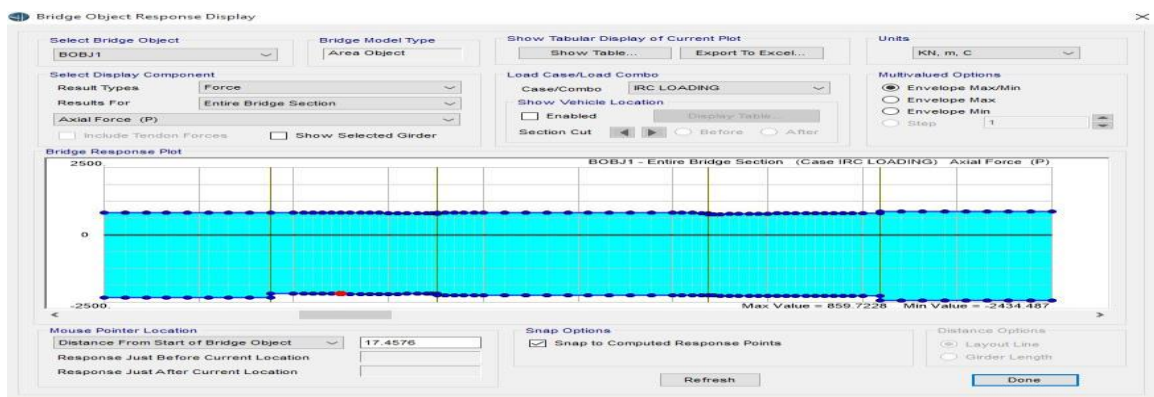 Bridge Object Response Display
Select Bridge Object
BOBJ1
Bridge Model Type
Area Object
Show Tabular Display of Current Plot
Show Table...
Export To Excel...
Units
KN, m, C
Select Display Component
Result Types
Force
Results For
Entire Bridge Section
Axial Force (P)
Include Tendon Forces
Show Selected Girder
Load Case/Load Combo
Case/Combo
IRC LOADING
Show Vehicle Location
Enabled
Display Table...
Section Cut
Before
After
Multivalued Options
Envelope Max/Min
Envelope Max
Envelope Min
Step
1
Bridge Response Plot
2500.
BOBJ1 - Entire Bridge Section (Case IRC LOADING) Axial Force (P)
0
-2500.
Max Value = 859.7228 Min Value = -2434.487
Mouse Pointer Location
Distance From Start of Bridge Object
17.4576
Response Just Before Current Location
Response Just After Current Location
Snap Options
Snap to Computed Response Points
Distance Options
Layout Line
Girder Length
Refresh
Done